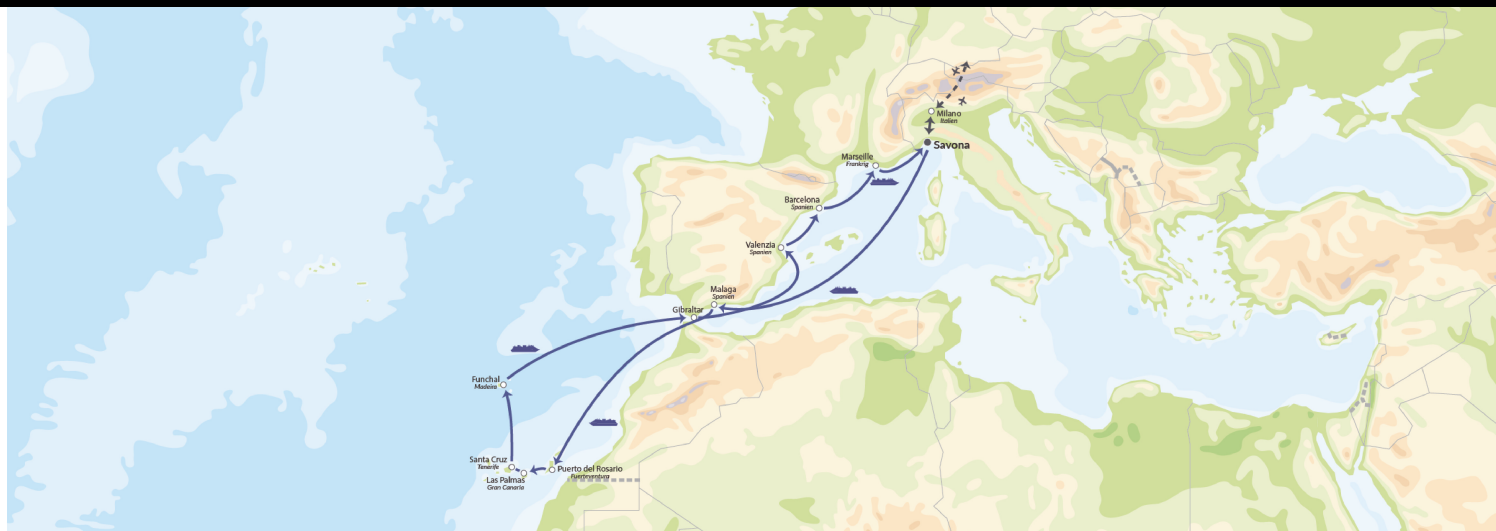 Milano
Italien
Savona
Marseille
Frankrig
Barcelona
Spanien
Valenzia
Spanien
Malaga
Spanien
Gibraltar
Funchal
Madeira
Santa Cruz
Tenerife
Las Palmas
Gran Canaria
Puerto del Rosario
Fuerteventura